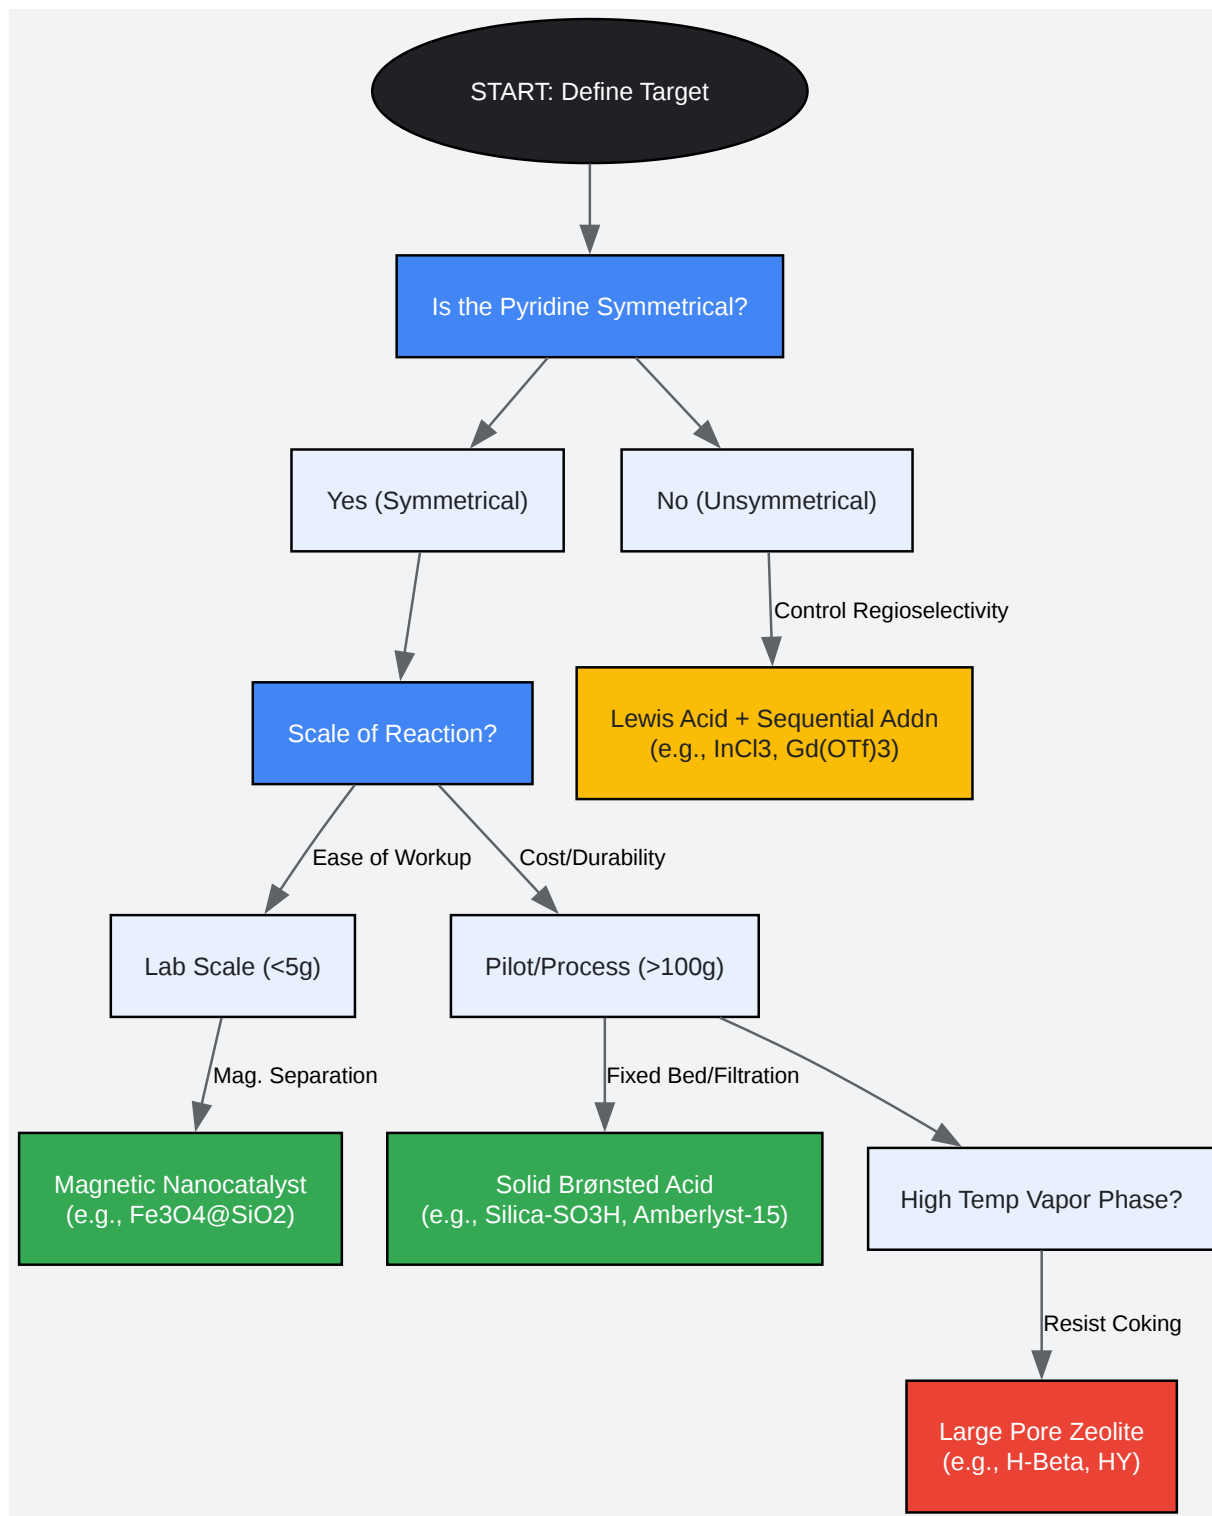 START: Define Target
Is the Pyridine Symmetrical?
Yes (Symmetrical)
No (Unsymmetrical)
Control Regioselectivity
Scale of Reaction?
Lewis Acid + Sequential Addn
(e.g., InCl3, Gd(OTf)3)
Ease of Workup
Cost/Durability
Lab Scale (<5g)
Pilot/Process (>100g)
Mag. Separation
Fixed Bed/Filtration
Magnetic Nanocatalyst
(e.g., Fe3O4@SiO2)
Solid Brønsted Acid
(e.g., Silica-SO3H, Amberlyst-15)
High Temp Vapor Phase?
Resist Coking
Large Pore Zeolite
(e.g., H-Beta, HY)